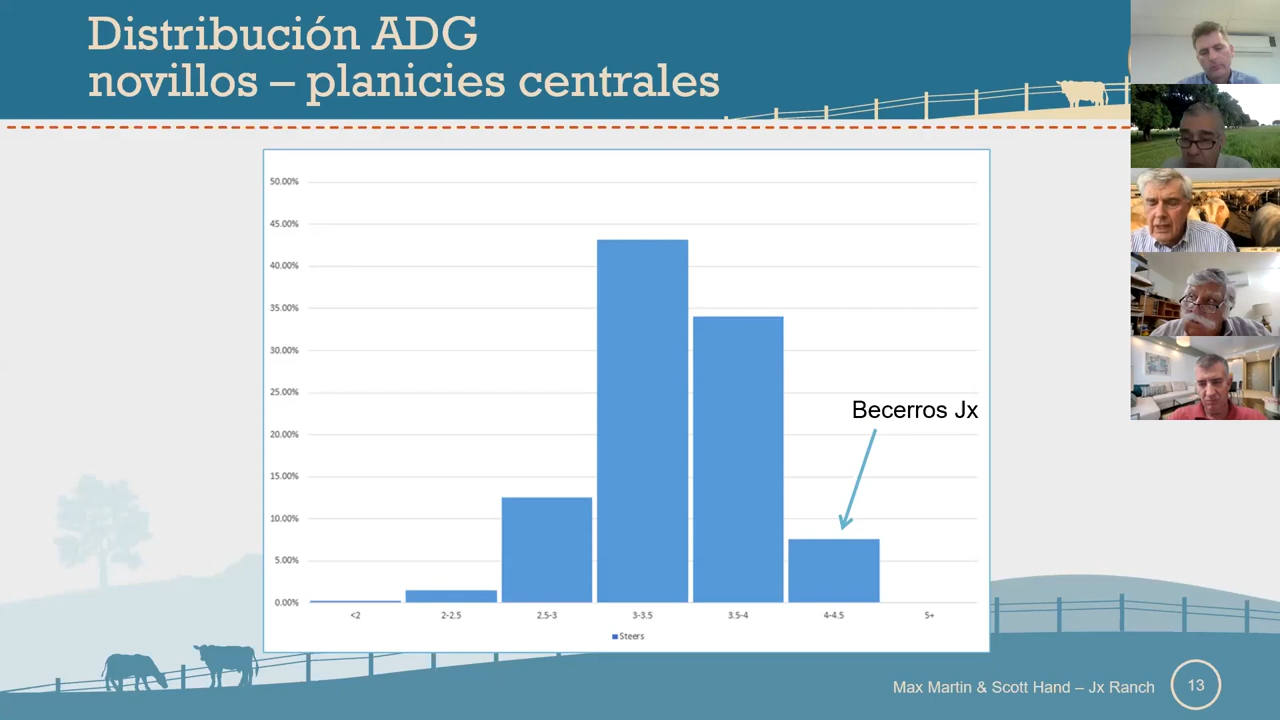 Distribución ADG
novillos – planicies centrales
50.00%
45.00%
40.00%
35.00%
30.00%
25.00%
20.00%
15.00%
10.00%
5.00%
0.00%
Becerros Jx
<2 2-2.5 2.5-3 3-3.5 3.5-4 4-4.5 5+
Steers
Max Martin & Scott Hand – Jx Ranch 13